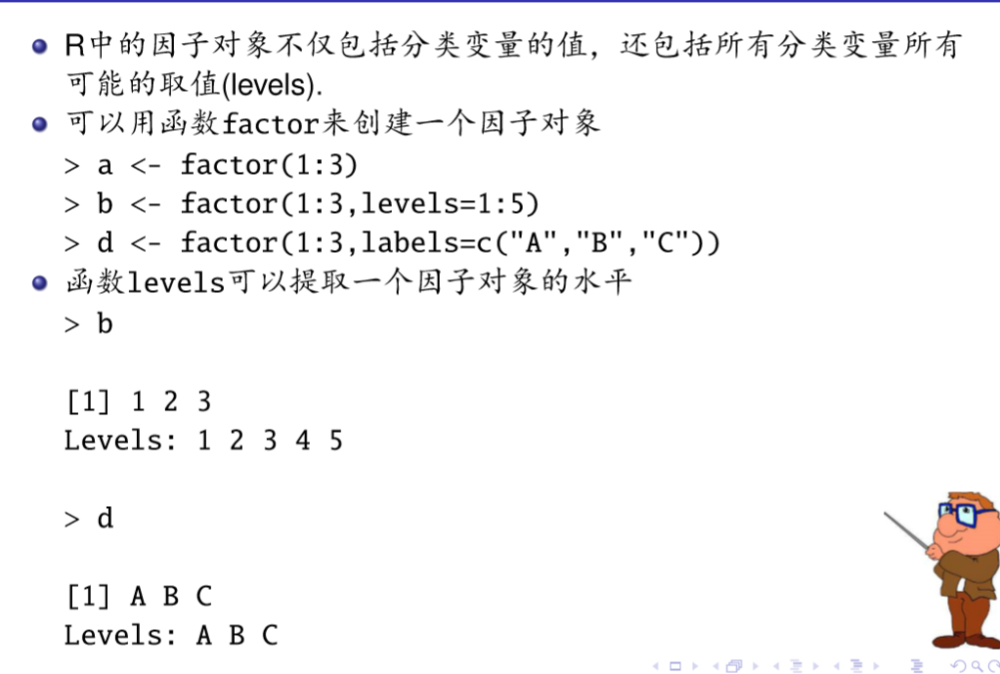 R中的因子对象不仅包括分类变量的值，还包括所有分类变量所有
可能的取值(levels).
可以用函数factor来创建一个因子对象
> a <- factor(1:3)
> b <- factor(1:3,levels=1:5)
> d <- factor(1:3,labels=c("A","B","C"))
函数levels可以提取一个因子对象的水平
> b
[1] 1 2 3
Levels: 1 2 3 4 5
> d
[1] A B C
Levels: A B C